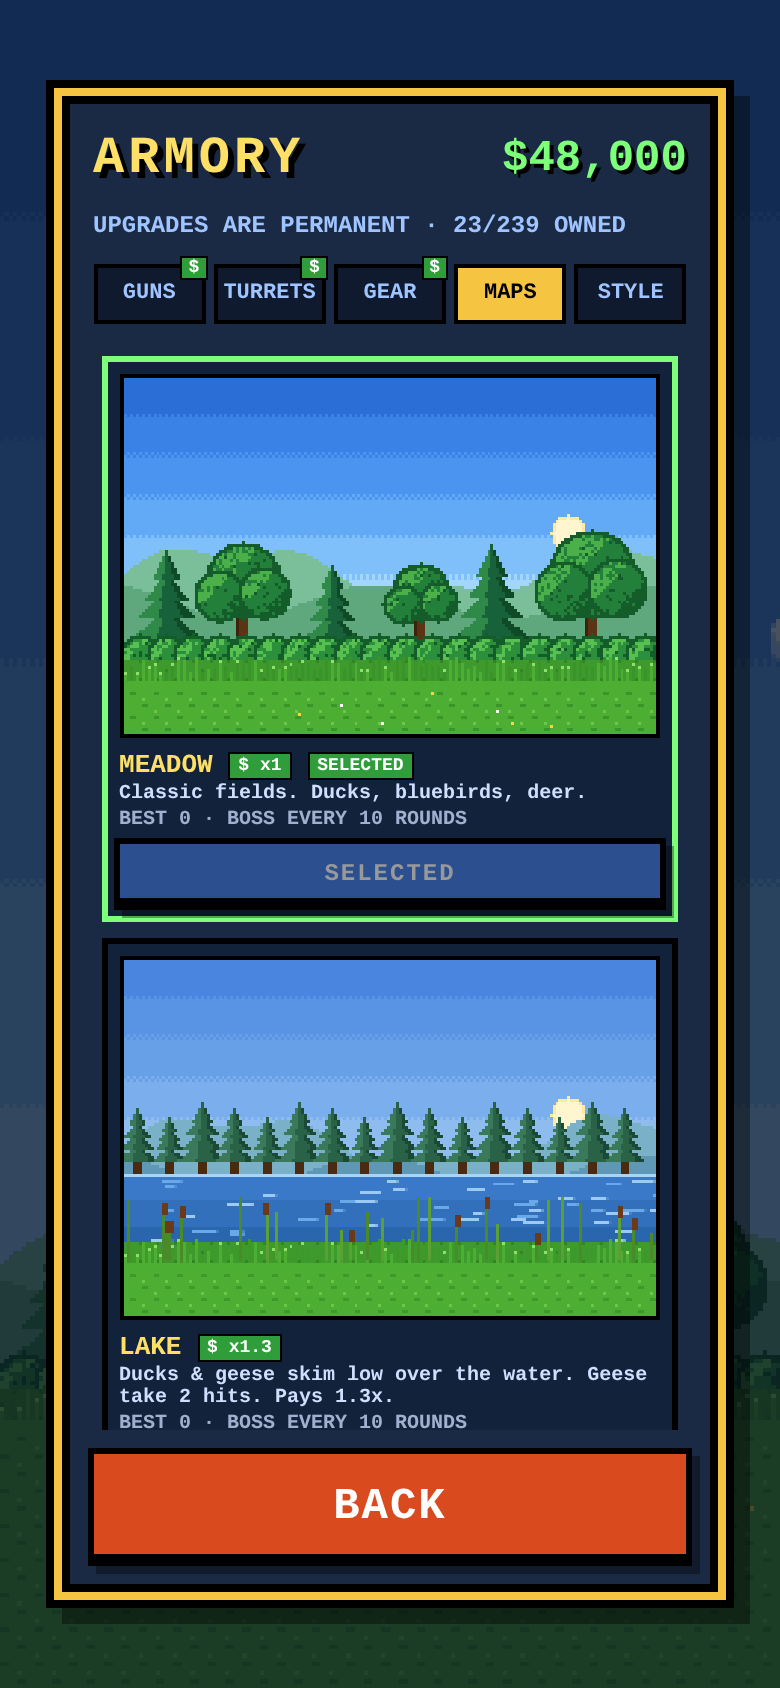 ARMORY $48,000
UPGRADES ARE PERMANENT · 23/239 OWNED
$ $ $
GUNS TURRETS GEAR MAPS STYLE
MEADOW $ x1 SELECTED
Classic fields. Ducks, bluebirds, deer.
BEST 0 · BOSS EVERY 10 ROUNDS
SELECTED
LAKE $ x1.3
Ducks & geese skim low over the water. Geese
take 2 hits. Pays 1.3x.
BEST 0 · BOSS EVERY 10 ROUNDS
BACK